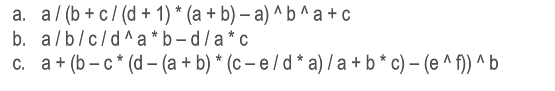 a. a / (b + c / (d + 1) * (a + b) – a) ^ b ^ a + c
b. a / b / c / d ^ a * b – d / a * c
c. a + (b – c * (d – (a + b) * (c – e / d * a) / a + b * c) – (e ^ f)) ^ b